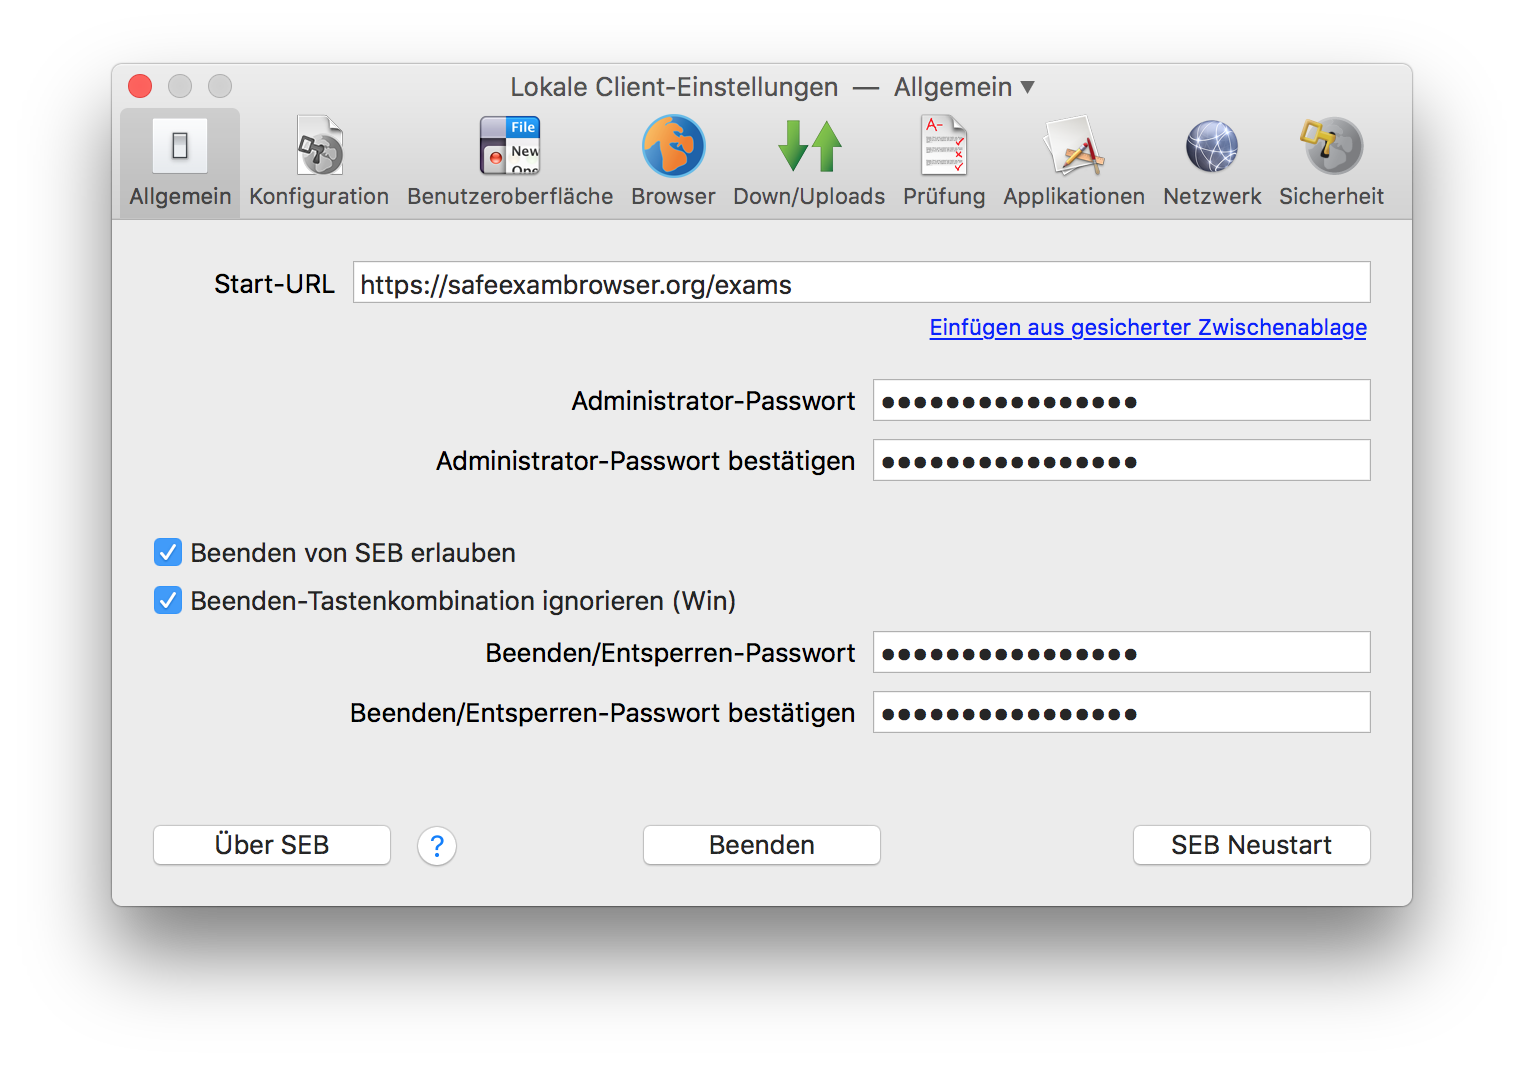 Lokale Client-Einstellungen — Allgemein ▼
File
New
Allgemein Konfiguration Benutzeroberfläche Browser Down/Uploads Prüfung Applikationen Netzwerk Sicherheit
A-
Start-URL https://safeexambrowser.org/exams
Einfügen aus gesicherter Zwischenablage
Administrator-Passwort ●●●●●●●●●●●●●●●●
Administrator-Passwort bestätigen ●●●●●●●●●●●●●●●●
Beenden von SEB erlauben
Beenden-Tastenkombination ignorieren (Win)
Beenden/Entsperren-Passwort ●●●●●●●●●●●●●●●●
Beenden/Entsperren-Passwort bestätigen ●●●●●●●●●●●●●●●●
Über SEB ? Beenden SEB Neustart